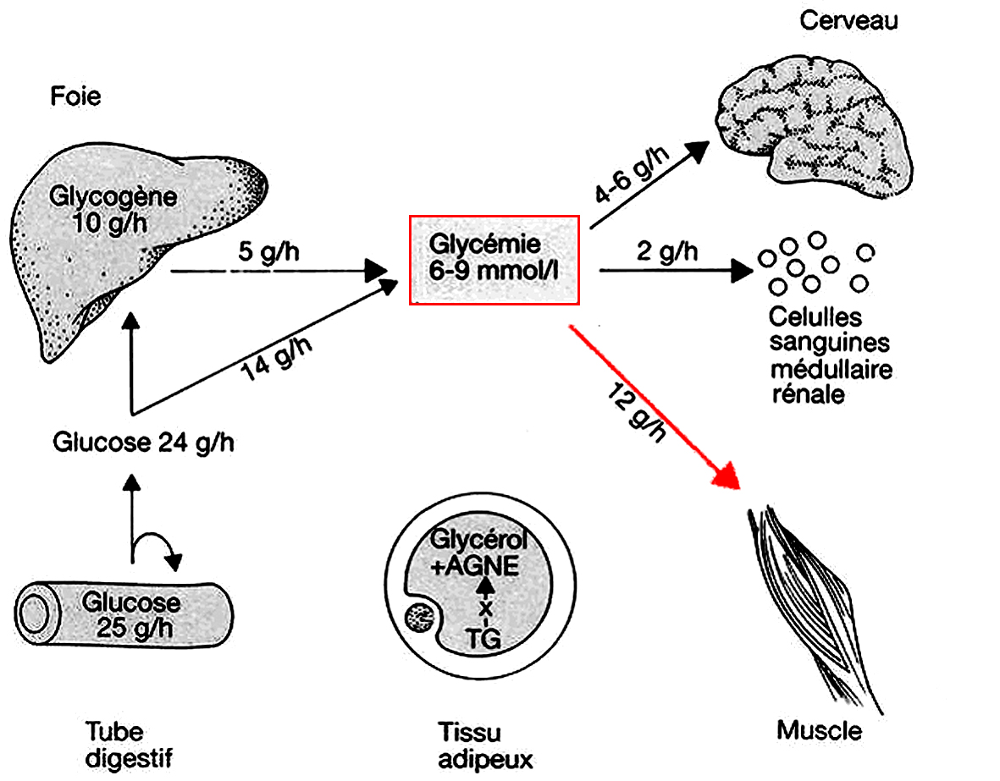 Cerveau
Foie
Glycogène
10 g/h
4-6 g/h
5 g/h
Glycémie
6-9 mmol/l
2 g/h
14 g/h
Celulles
sanguines
médullaire
rénale
12 g/h
Glucose 24 g/h
Glycérol
+AGNE
x
TG
Glucose
25 g/h
Tube
digestif
Tissu
adipeux
Muscle